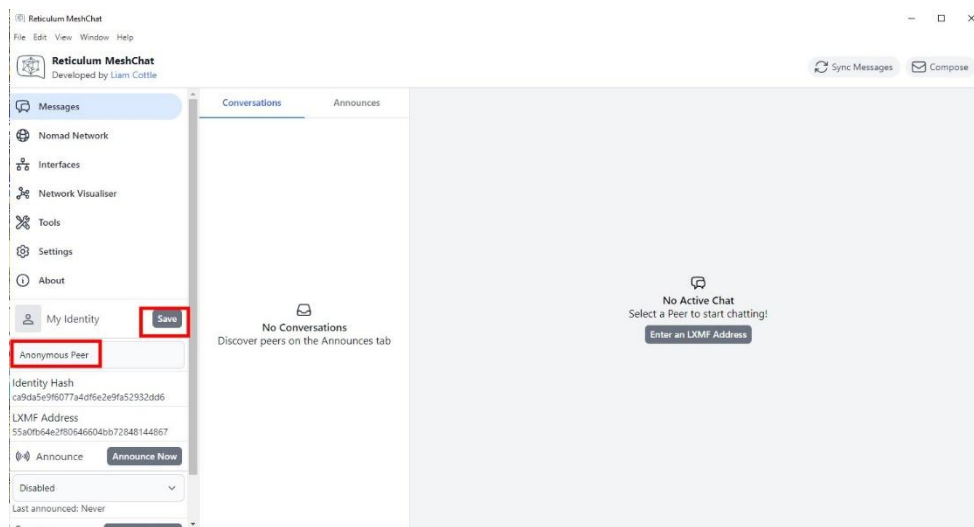 Reticulum MeshChat
File Edit View Window Help
Reticulum MeshChat
Developed by Liam Cottle
Sync Messages
Compose
Messages
Nomad Network
Interfaces
Network Visualiser
Tools
Settings
About
My Identity
Save
Anonymous Peer
Identity Hash
ca9da5e9f6077a4df6e2e9fa52932dd6
LXMF Address
55a0fb64e2f80646604bb72848144867
Announce
Announce Now
Disabled
Last announced: Never
Conversations
Announces
No Conversations
Discover peers on the Announces tab
No Active Chat
Select a Peer to start chatting!
Enter an LXMF Address